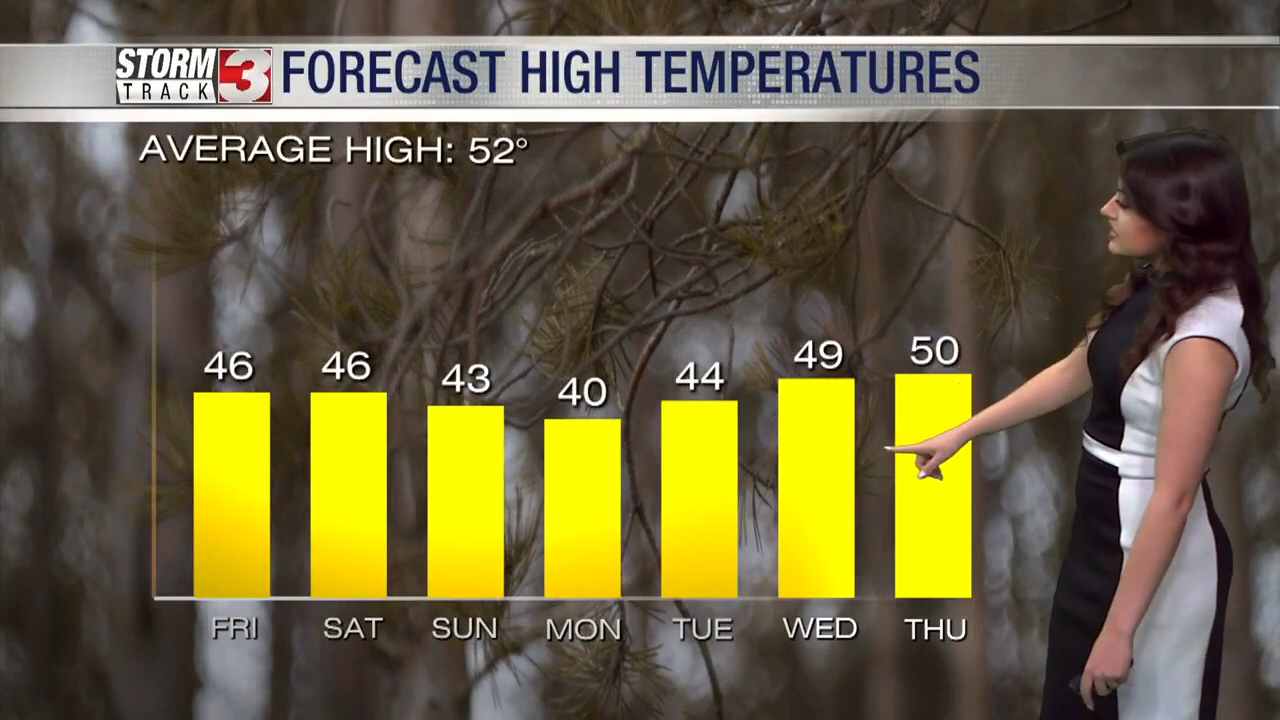 STORM TRACK 3 FORECAST HIGH TEMPERATURES
AVERAGE HIGH: 52°
46 46 43 40 44 49 50
FRI SAT SUN MON TUE WED THU